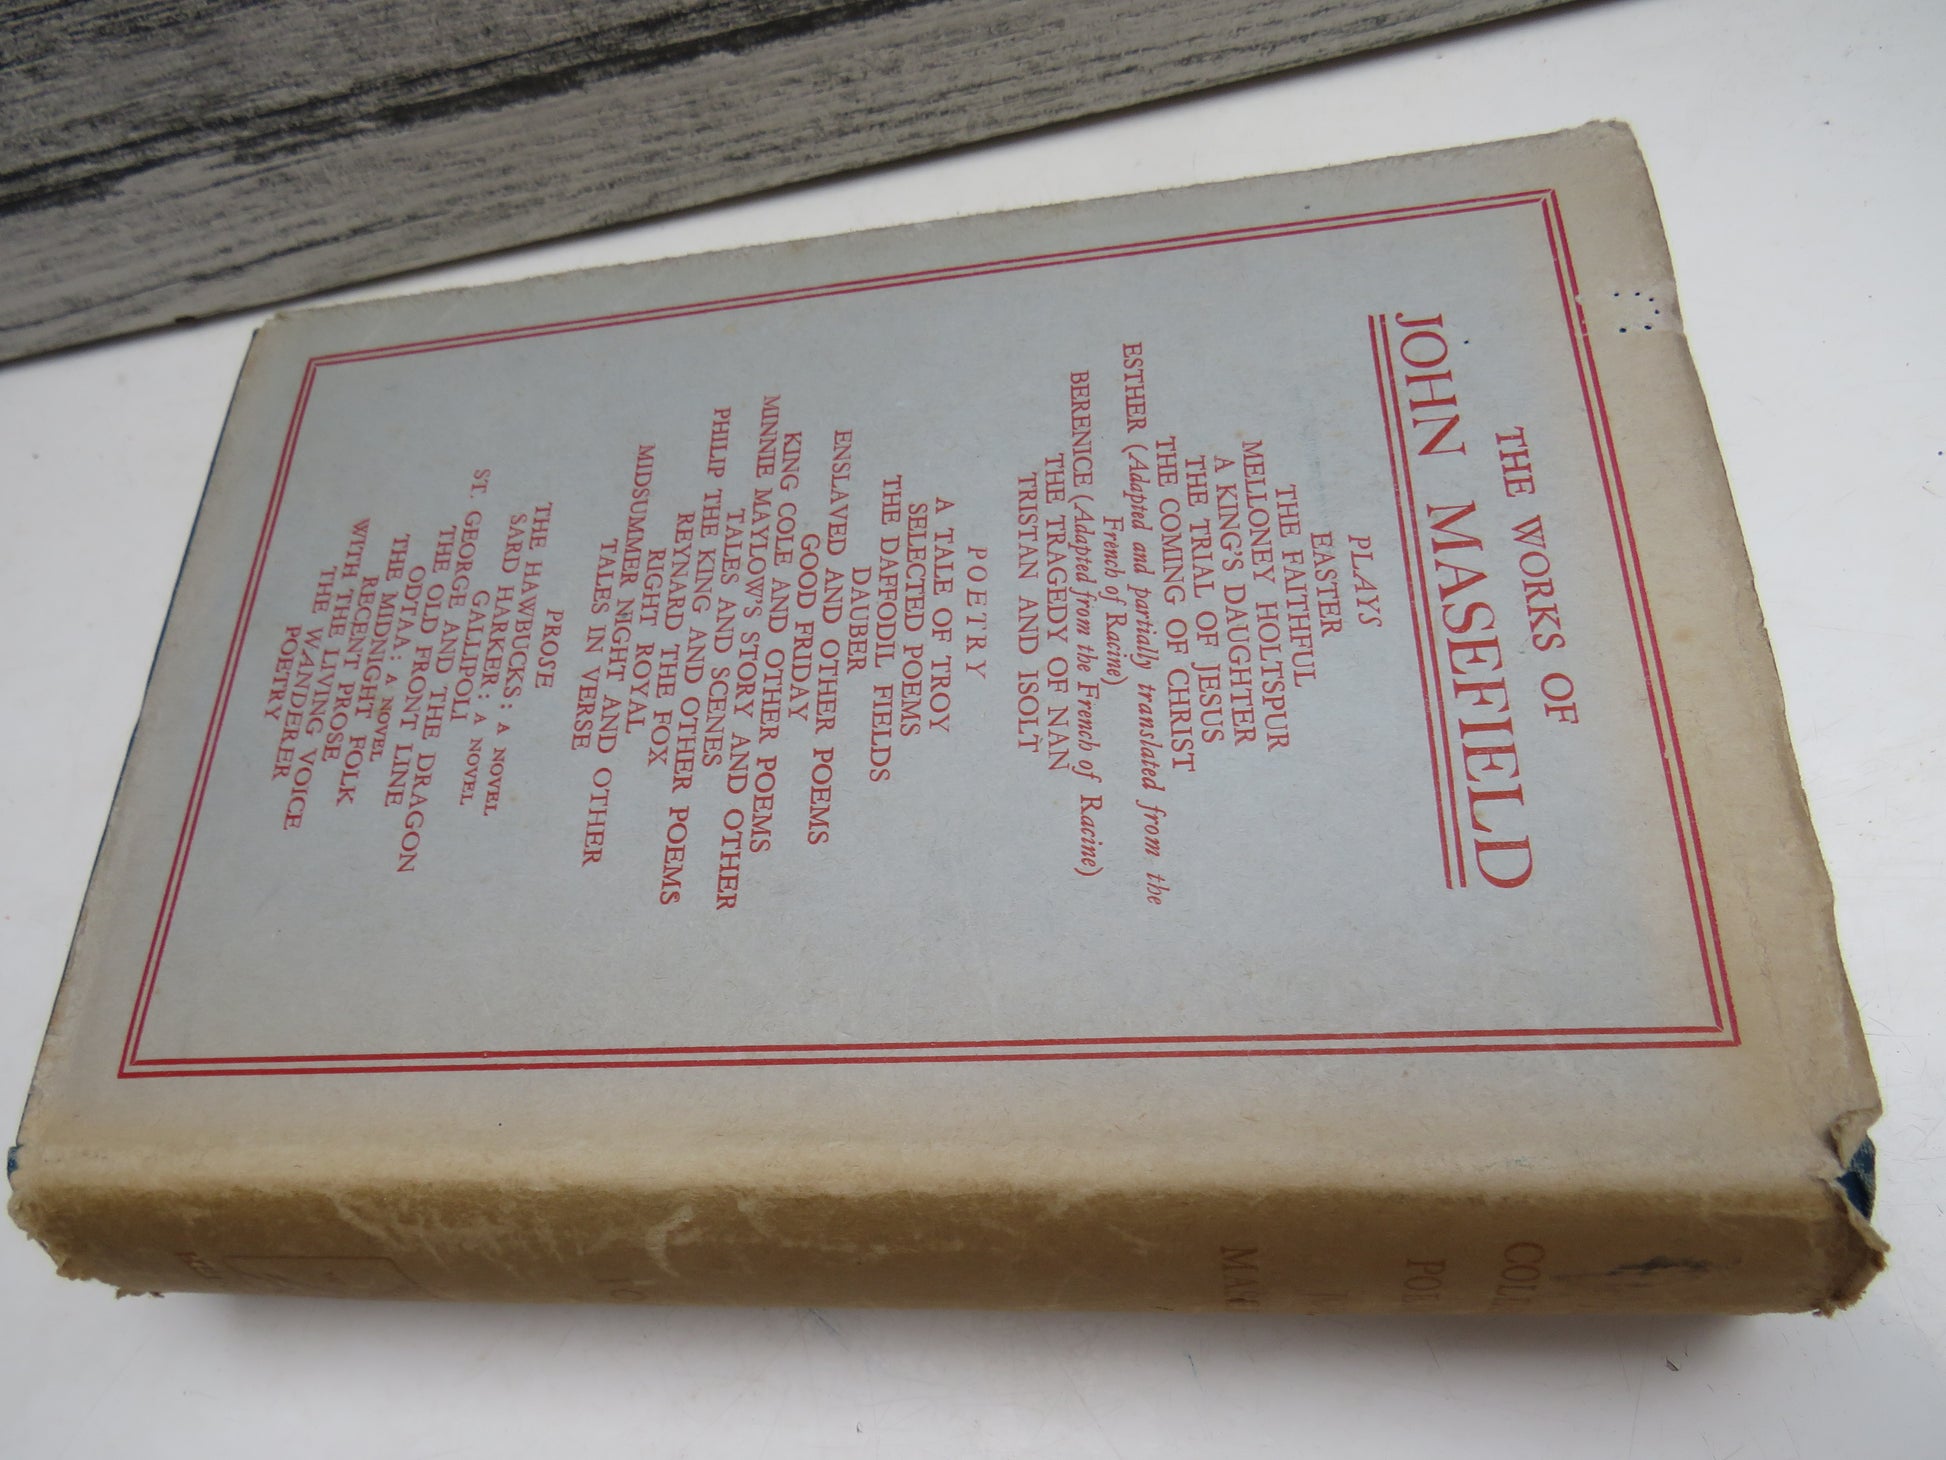 THE WORKS OF
JOHN MASEFIELD
PLAYS
EASTER
THE FAITHFUL
MELLONEY HOLTSPUR
A KING'S DAUGHTER
THE TRIAL OF JESUS
THE COMING OF CHRIST
ESTHER (Adapted and partially translated from the
French of Racine)
BERENICE (Adapted from the French of Racine)
THE TRAGEDY OF NAN
TRISTAN AND ISOLT
POETRY
A TALE OF TROY
SELECTED POEMS
THE DAFFODIL FIELDS
DAUBER
ENSLAVED AND OTHER POEMS
GOOD FRIDAY
KING COLE AND OTHER POEMS
MINNIE MAYLOW'S STORY AND OTHER
TALES AND SCENES
PHILIP THE KING AND OTHER POEMS
REYNARD THE FOX
RIGHT ROYAL
MIDSUMMER NIGHT AND OTHER
TALES IN VERSE
PROSE
THE HAWBUCKS: A NOVEL
SARD HARKER: A NOVEL
GALLIPOLI
ST. GEORGE AND THE DRAGON
THE OLD FRONT LINE
ODTAA: A NOVEL
THE MIDNIGHT FOLK
RECENT PROSE
WITH THE LIVING VOICE
THE WANDERER
POETRY